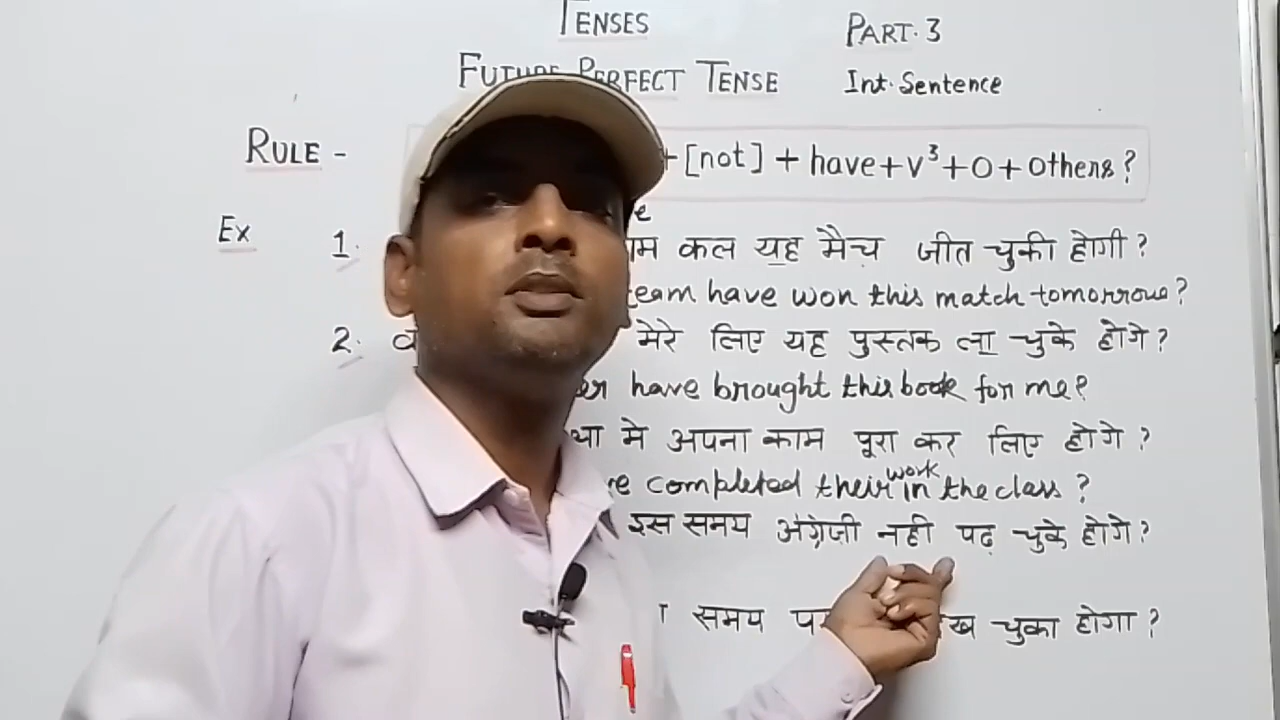 TENSES PART.3
FUTURE PERFECT TENSE Int. Sentence
RULE - + [not] + have + V³ + O + Others ?
Ex 1. कल यह मैच जीत चुकी होगी ?
team have won this match tomorrow ?
2. मेरे लिए यह पुस्तक ला चुके होगे ?
have brought this book for me ?
मे अपना काम पूरा कर लिए होगे ?
completed their work in the class ?
इस समय अंग्रेजी नही पढ़ चुके होगे ?
समय चुका होगा ?